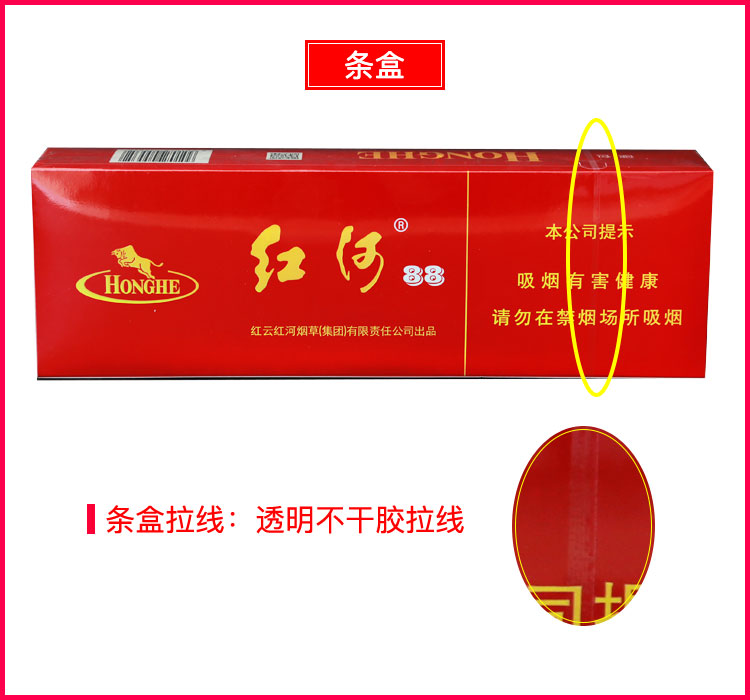 条盒
HONGHE
红河®
88
HONGHE
红云红河烟草(集团)有限责任公司出品
本公司提示
吸烟有害健康
请勿在禁烟场所吸烟
条盒拉线：透明不干胶拉线
司提